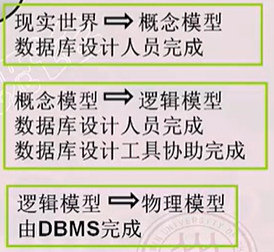 现实世界⇨概念模型
数据库设计人员完成
概念模型⇨逻辑模型
数据库设计人员完成
数据库设计工具协助完成
逻辑模型⇨物理模型
由DBMS完成